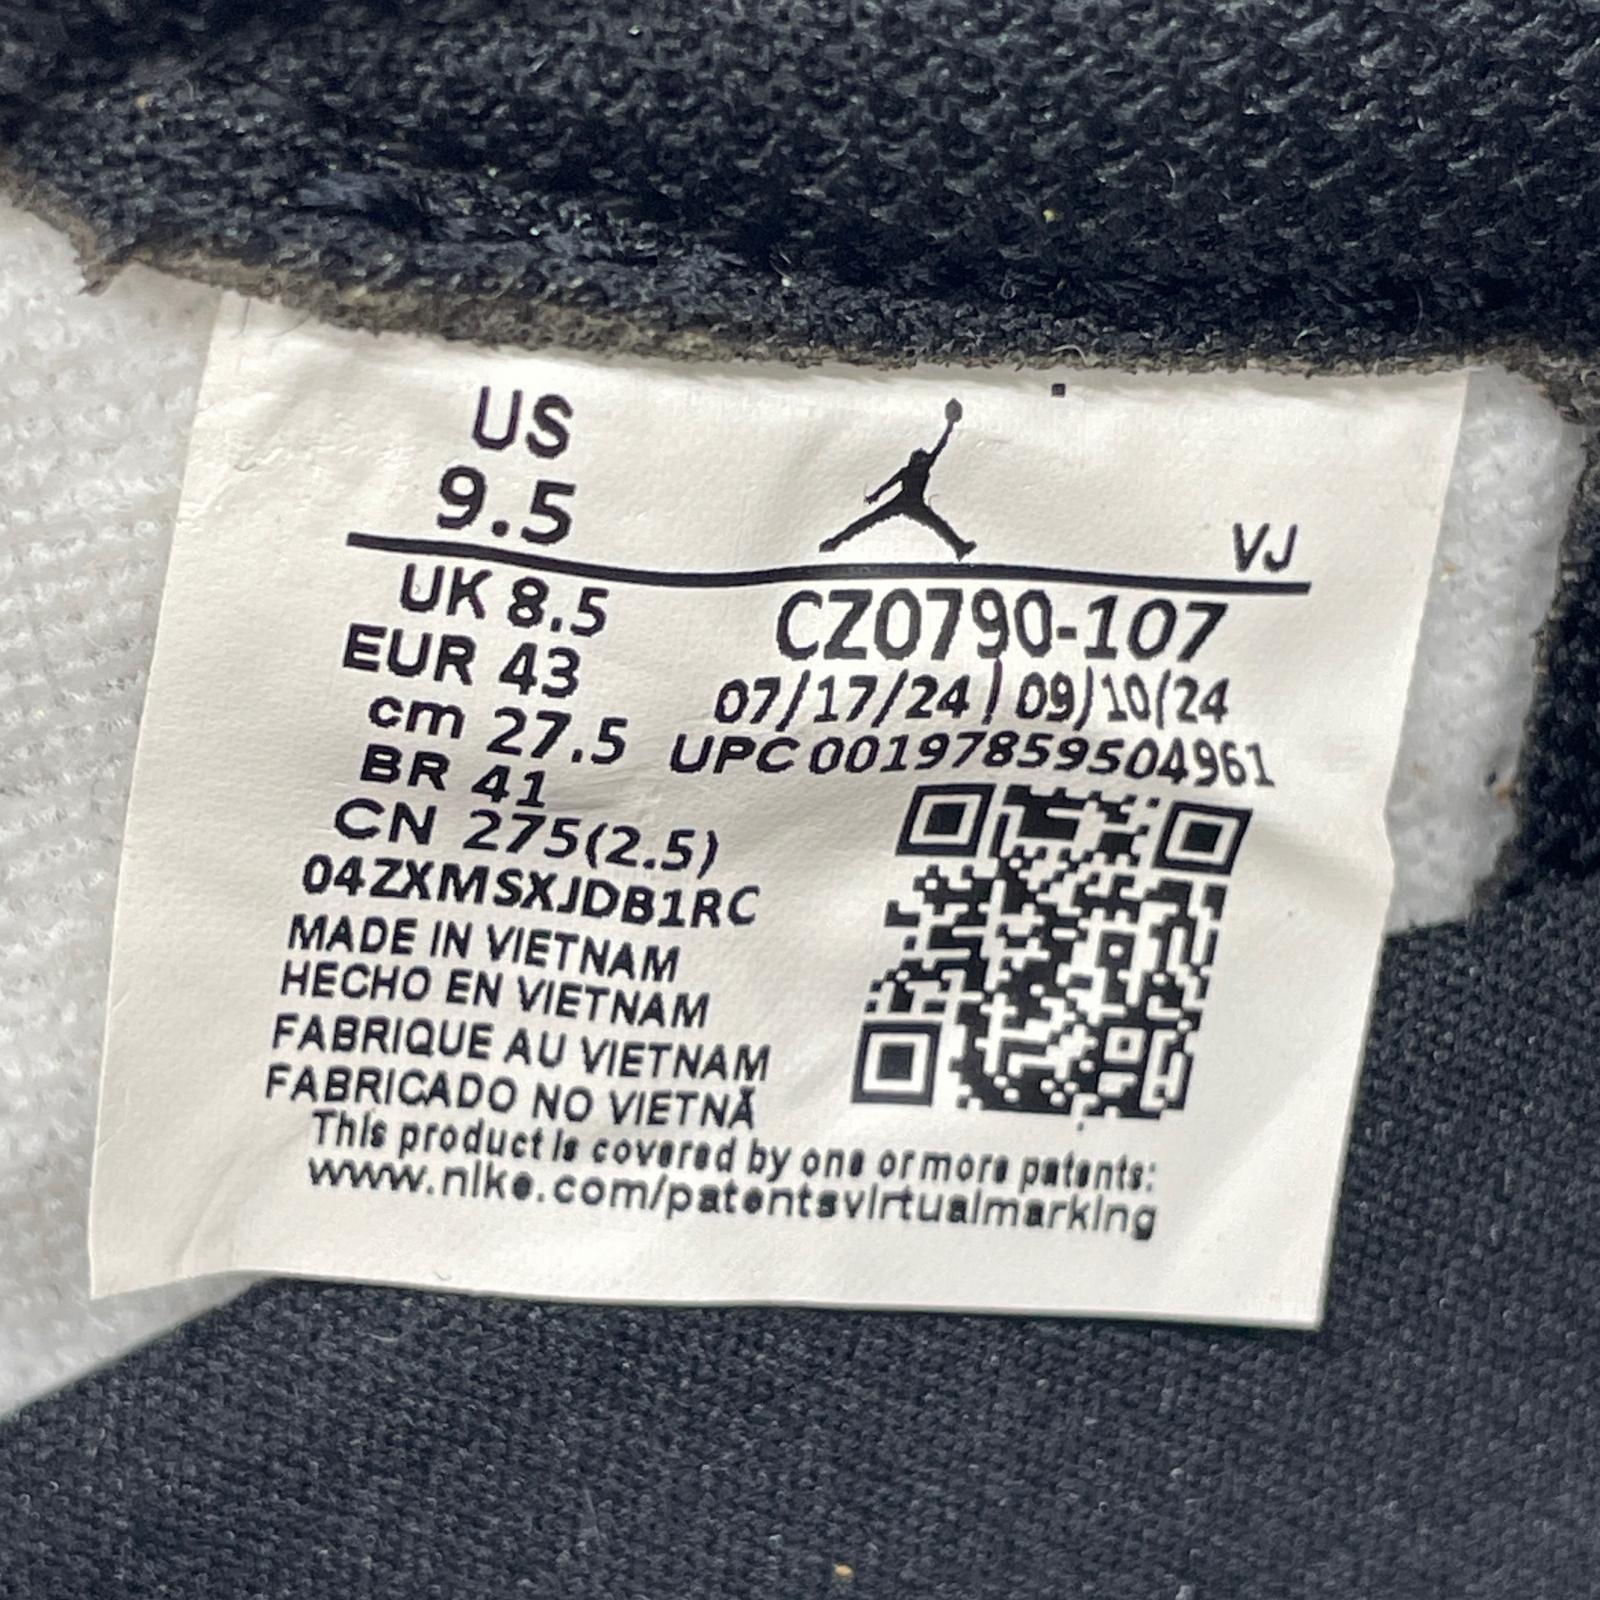 US
9.5
VJ
UK 8.5
EUR 43
cm 27.5
BR 41
CN 275(2.5)
04ZXMSXJDB1RC
CZ0790-107
07/17/24 | 09/10/24
UPC 00197859504961
MADE IN VIETNAM
HECHO EN VIETNAM
FABRIQUE AU VIETNAM
FABRICADO NO VIETNÃ
This product is covered by one or more patents:
www.nike.com/patentsvirtualmarking